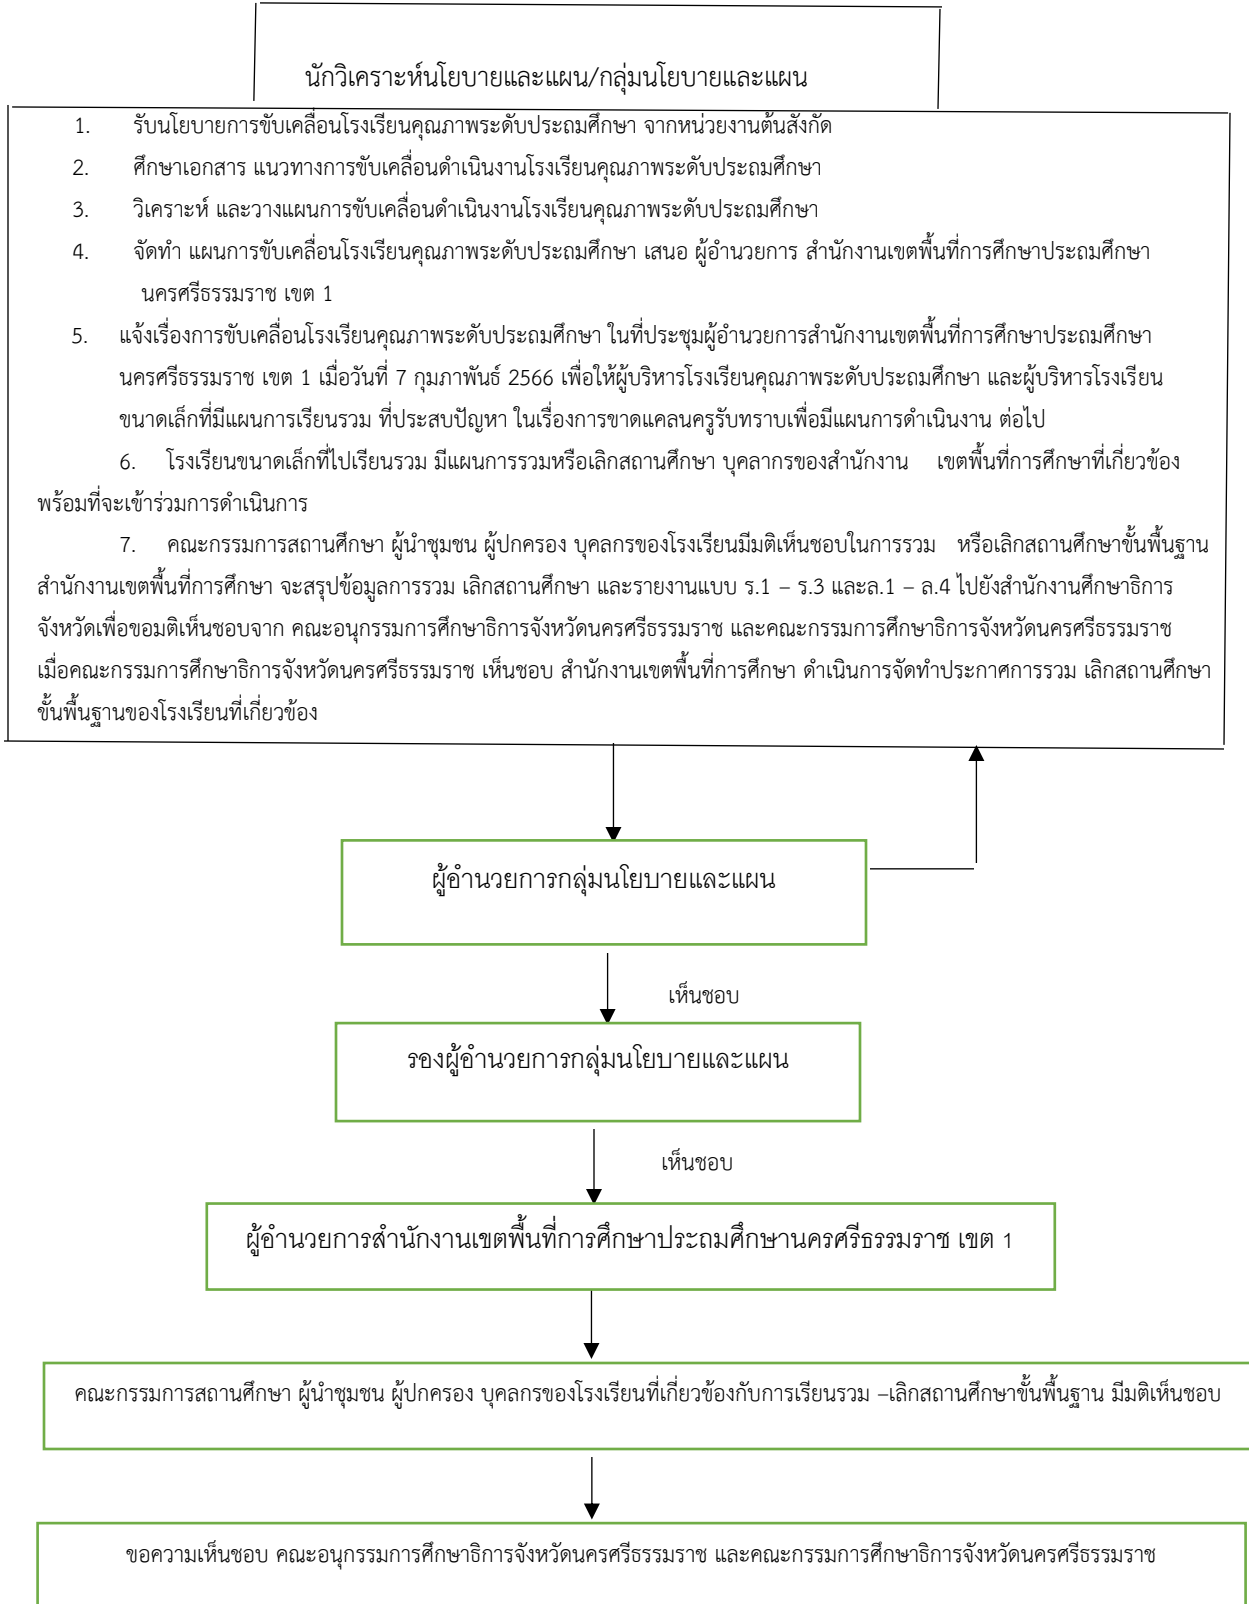 นักวิเคราะห์นโยบายและแผน/กลุ่มนโยบายและแผน
1. รับนโยบายการขับเคลื่อนโรงเรียนคุณภาพระดับประถมศึกษา จากหน่วยงานต้นสังกัด
2. ศึกษาเอกสาร แนวทางการขับเคลื่อนดำเนินงานโรงเรียนคุณภาพระดับประถมศึกษา
3. วิเคราะห์ และวางแผนการขับเคลื่อนดำเนินงานโรงเรียนคุณภาพระดับประถมศึกษา
4. จัดทำ แผนการขับเคลื่อนโรงเรียนคุณภาพระดับประถมศึกษา เสนอ ผู้อำนวยการ สำนักงานเขตพื้นที่การศึกษาประถมศึกษา
นครศรีธรรมราช เขต 1
5. แจ้งเรื่องการขับเคลื่อนโรงเรียนคุณภาพระดับประถมศึกษา ในที่ประชุมผู้อำนวยการสำนักงานเขตพื้นที่การศึกษาประถมศึกษา
นครศรีธรรมราช เขต 1 เมื่อวันที่ 7 กุมภาพันธ์ 2566 เพื่อให้ผู้บริหารโรงเรียนคุณภาพระดับประถมศึกษา และผู้บริหารโรงเรียน
ขนาดเล็กที่มีแผนการเรียนรวม ที่ประสบปัญหา ในเรื่องการขาดแคลนครูรับทราบเพื่อมีแผนการดำเนินงาน ต่อไป
6. โรงเรียนขนาดเล็กที่ไปเรียนรวม มีแผนการรวมหรือเลิกสถานศึกษา บุคลากรของสำนักงาน เขตพื้นที่การศึกษาที่เกี่ยวข้อง
พร้อมที่จะเข้าร่วมการดำเนินการ
7. คณะกรรมการสถานศึกษา ผู้นำชุมชน ผู้ปกครอง บุคลกรของโรงเรียนมีมติเห็นชอบในการรวม หรือเลิกสถานศึกษาขั้นพื้นฐาน
สำนักงานเขตพื้นที่การศึกษา จะสรุปข้อมูลการรวม เลิกสถานศึกษา และรายงานแบบ ร.1 – ร.3 และล.1 – ล.4 ไปยังสำนักงานศึกษาธิการ
จังหวัดเพื่อขอมติเห็นชอบจาก คณะอนุกรรมการศึกษาธิการจังหวัดนครศรีธรรมราช และคณะกรรมการศึกษาธิการจังหวัดนครศรีธรรมราช
เมื่อคณะกรรมการศึกษาธิการจังหวัดนครศรีธรรมราช เห็นชอบ สำนักงานเขตพื้นที่การศึกษา ดำเนินการจัดทำประกาศการรวม เลิกสถานศึกษา
ขั้นพื้นฐานของโรงเรียนที่เกี่ยวข้อง
ผู้อำนวยการกลุ่มนโยบายและแผน
เห็นชอบ
รองผู้อำนวยการกลุ่มนโยบายและแผน
เห็นชอบ
ผู้อำนวยการสำนักงานเขตพื้นที่การศึกษาประถมศึกษานครศรีธรรมราช เขต 1
คณะกรรมการสถานศึกษา ผู้นำชุมชน ผู้ปกครอง บุคลกรของโรงเรียนที่เกี่ยวข้องกับการเรียนรวม –เลิกสถานศึกษาขั้นพื้นฐาน มีมติเห็นชอบ
ขอความเห็นชอบ คณะอนุกรรมการศึกษาธิการจังหวัดนครศรีธรรมราช และคณะกรรมการศึกษาธิการจังหวัดนครศรีธรรมราช